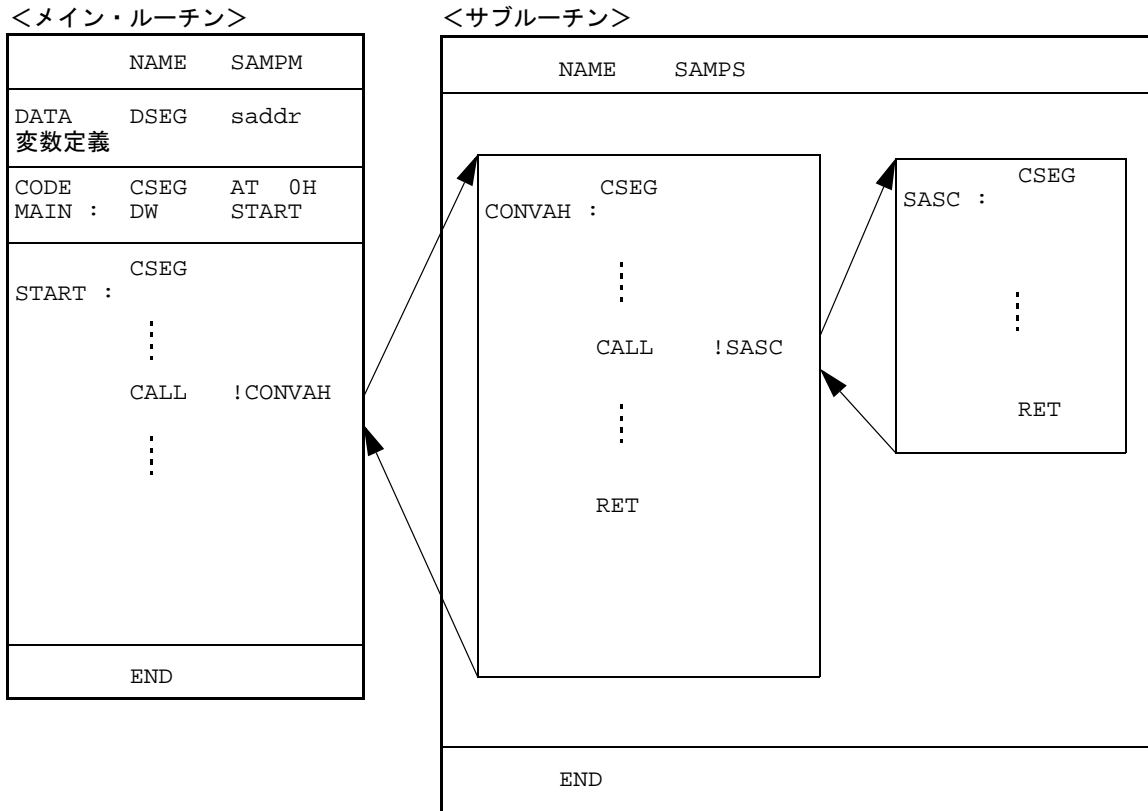 ＜メイン・ルーチン＞
NAME SAMPM
DATA DSEG saddr
変数定義
CODE CSEG AT 0H
MAIN : DW START
CSEG
START :
CALL !CONVAH
END
＜サブルーチン＞
NAME SAMPS
CSEG
CONVAH :
CALL !SASC
RET
CSEG
SASC :
RET
END